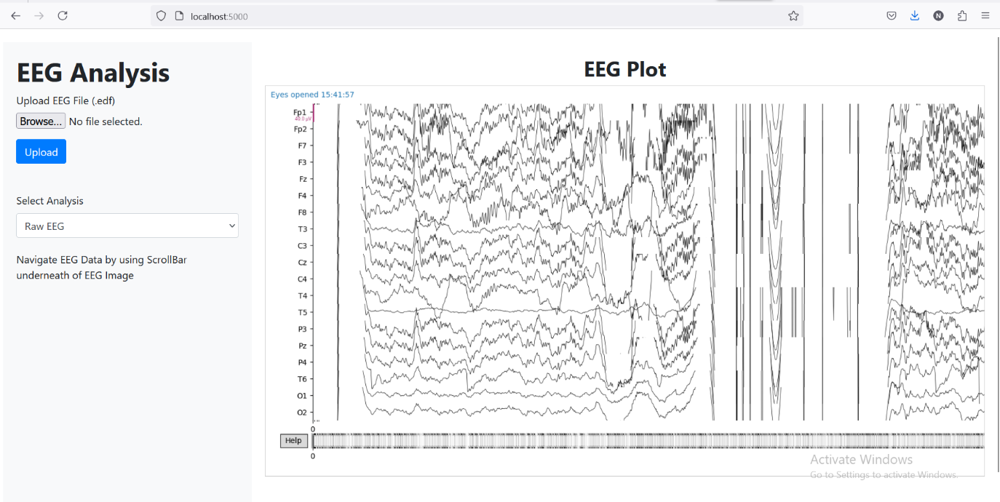 localhost:5000
N
EEG Analysis
Upload EEG File (.edf)
Browse... No file selected.
Upload
Select Analysis
Raw EEG
Navigate EEG Data by using ScrollBar
underneath of EEG Image
EEG Plot
Eyes opened 15:41:57
Fp1
40.0 µV
Fp2
F7
F3
Fz
F4
F8
T3
C3
Cz
C4
T4
T5
P3
Pz
P4
T6
O1
O2
0
Help
0
Activate Windows
Go to Settings to activate Windows.